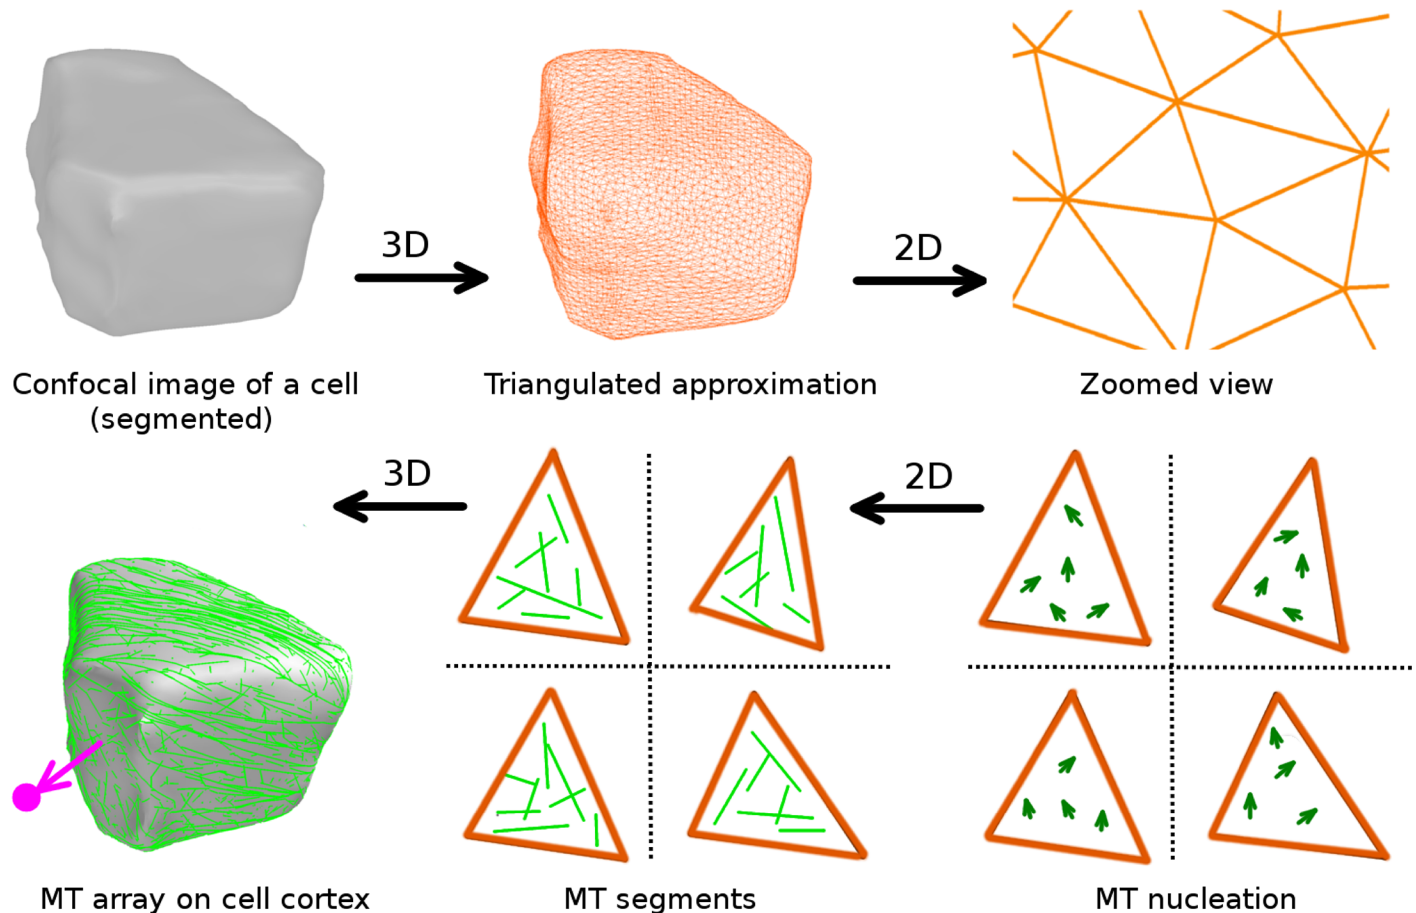 3D
2D
Confocal image of a cell
(segmented)
Triangulated approximation
Zoomed view
3D
2D
MT array on cell cortex
MT segments
MT nucleation